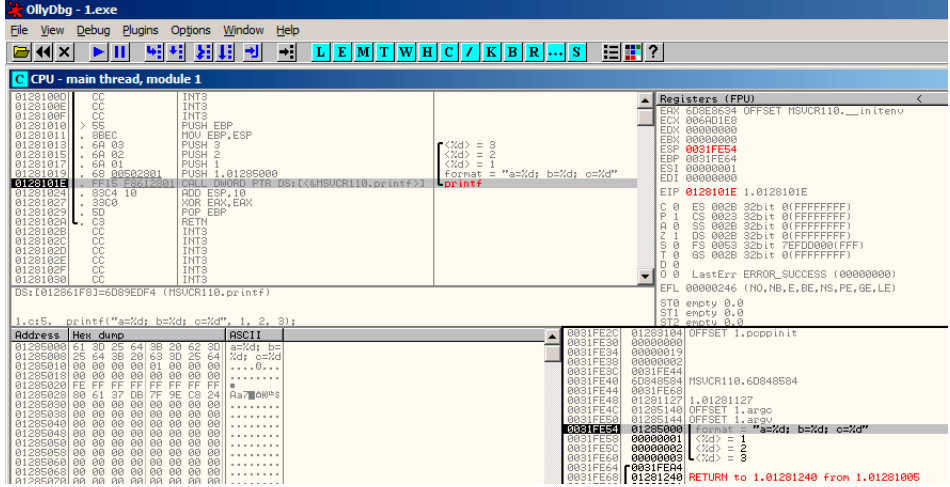 OllyDbg - 1.exe
File View Debug Plugins Options Window Help
L E M T W H C / K B R ... S ?
C CPU - main thread, module 1
0128100D CC INT3
0128100E CC INT3
0128100F CC INT3
01281010 > 55 PUSH EBP
01281011 . 8BEC MOV EBP,ESP
01281013 . 6A 03 PUSH 3 <%d> = 3
01281015 . 6A 02 PUSH 2 <%d> = 2
01281017 . 6A 01 PUSH 1 <%d> = 1
01281019 . 68 00502801 PUSH 1.01285000 format = "a=%d; b=%d; c=%d"
0128101E . FF15 F8612801 CALL DWORD PTR DS:[<&MSVCR110.printf>] printf
01281024 . 83C4 10 ADD ESP,10
01281027 . 33C0 XOR EAX,EAX
01281029 . 5D POP EBP
0128102A . C3 RETN
0128102B CC INT3
0128102C CC INT3
0128102D CC INT3
0128102E CC INT3
0128102F CC INT3
01281030 CC INT3
DS:[012861F8]=6D89EDF4 (MSVCR110.printf)
1.c:5. printf("a=%d; b=%d; c=%d", 1, 2, 3);
Registers (FPU) <
EAX 6D8E8634 OFFSET MSVCR110.__initenv
ECX 006AD1E8
EDX 00000000
EBX 00000000
ESP 0031FE54
EBP 0031FE64
ESI 00000001
EDI 00000000
EIP 0128101E 1.0128101E
C 0 ES 002B 32bit 0(FFFFFFFF)
P 1 CS 0023 32bit 0(FFFFFFFF)
A 0 SS 002B 32bit 0(FFFFFFFF)
Z 1 DS 002B 32bit 0(FFFFFFFF)
S 0 FS 0053 32bit 7EFDD000(FFF)
T 0 GS 002B 32bit 0(FFFFFFFF)
D 0
O 0 LastErr ERROR_SUCCESS (00000000)
EFL 00000246 (NO,NB,E,BE,NS,PE,GE,LE)
ST0 empty 0.0
ST1 empty 0.0
ST2 empty 0.0
Address Hex dump ASCII
01285000 61 3D 25 64 3B 20 62 3D a=%d; b=
01285008 25 64 3B 20 63 3D 25 64 %d; c=%d
01285010 00 00 00 00 01 00 00 00
01285018 00 00 00 00 00 00 00 00 ........
01285020 FE FF FF FF FF FF FF FF
01285028 80 61 37 DB 7F 9E C8 24
01285030 00 00 00 00 00 00 00 00 ........
01285038 00 00 00 00 00 00 00 00 ........
01285040 00 00 00 00 00 00 00 00 ........
01285048 00 00 00 00 00 00 00 00 ........
01285050 00 00 00 00 00 00 00 00 ........
01285058 00 00 00 00 00 00 00 00 ........
01285060 00 00 00 00 00 00 00 00 ........
01285068 00 00 00 00 00 00 00 00 ........
01285070 00 00 00 00 00 00 00 00 ........
0031FE2C 01283104 OFFSET 1.pcppinit
0031FE30 00000000
0031FE34 00000019
0031FE38 00000002
0031FE3C 0031FE44
0031FE40 6D848584 MSVCR110.6D848584
0031FE44 0031FE68
0031FE48 01281127 1.01281127
0031FE4C 01285140 OFFSET 1.argc
0031FE50 01285144 OFFSET 1.argv
0031FE54 01285000 format = "a=%d; b=%d; c=%d"
0031FE58 00000001 <%d> = 1
0031FE5C 00000002 <%d> = 2
0031FE60 00000003 <%d> = 3
0031FE64 0031FEA4
0031FE68 01281240 RETURN to 1.01281240 from 1.01281005